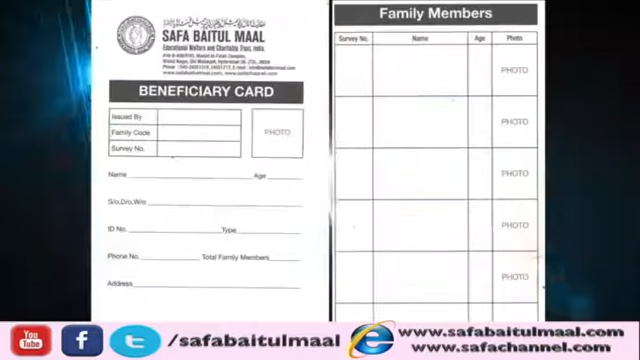 SAFA BAITUL MAAL
Educational Welfare and Charitable Trust, India.
BENEFICIARY CARD
Issued By
Family Code
Survey No.
PHOTO
Name
Age
S/o,D/o,W/o
ID No.
Type
Phone No.
Total Family Members
Address
Family Members
Survey No.
Name
Age
Photo
PHOTO
PHOTO
PHOTO
PHOTO
PHOTO
You Tube
f
t
/safabaitulmaal
e
www.safabaitulmaal.com
www.safachannel.com